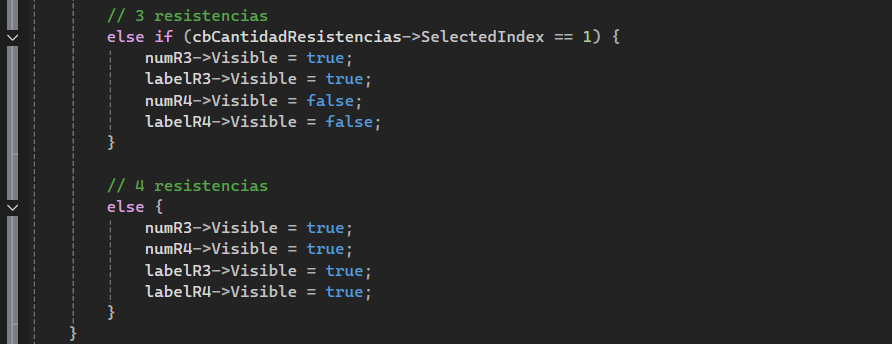 // 3 resistencias
else if (cbCantidadResistencias->SelectedIndex == 1) {
numR3->Visible = true;
labelR3->Visible = true;
numR4->Visible = false;
labelR4->Visible = false;
}
// 4 resistencias
else {
numR3->Visible = true;
numR4->Visible = true;
labelR3->Visible = true;
labelR4->Visible = true;
}
}